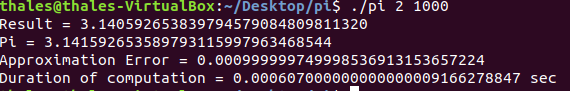 thales@thales-VirtualBox:~/Desktop/pi$ ./pi 2 1000
Result = 3.140592653839794579084809811320
Pi = 3.141592653589793115997963468544
Approximation Error = 0.000999999749998536913153657224
Duration of computation = 0.000607000000000000009166278847 sec